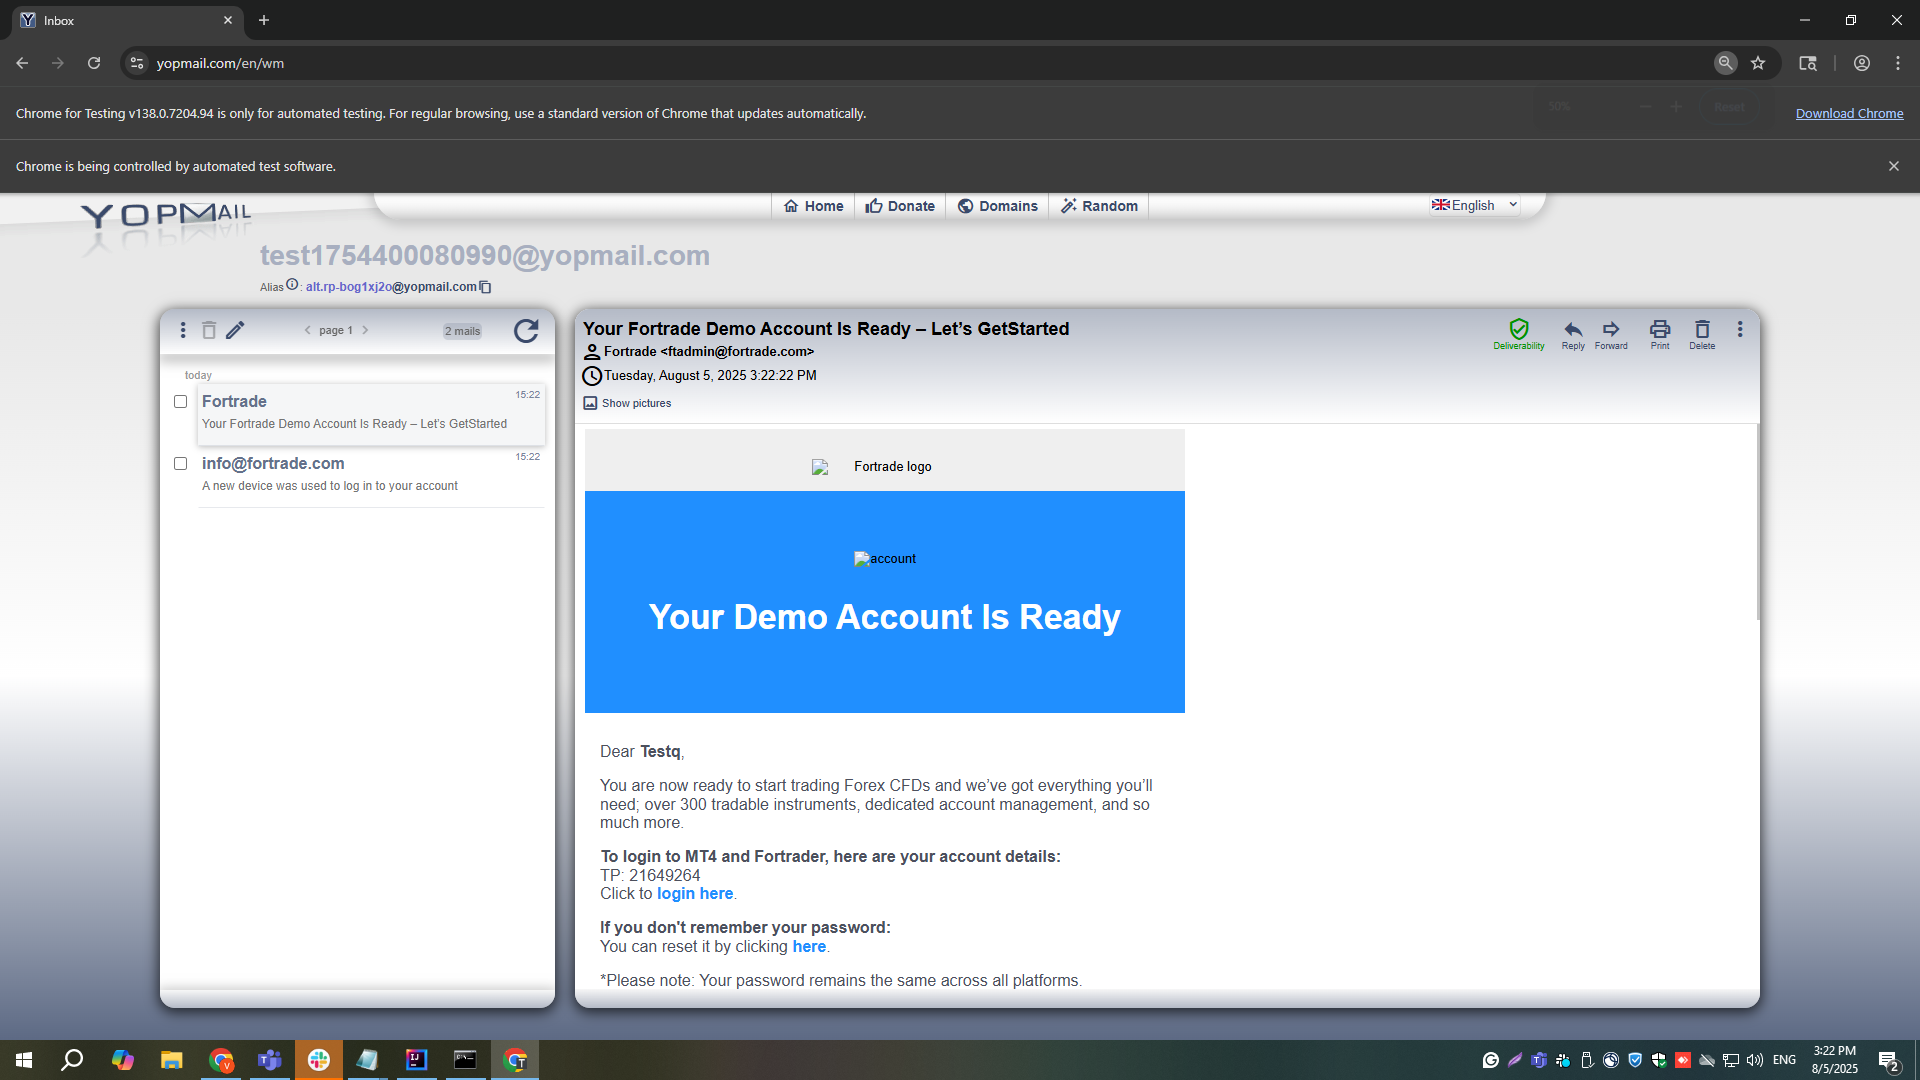 Inbox
yopmail.com/en/wm
Chrome for Testing v138.0.7204.94 is only for automated testing. For regular browsing, use a standard version of Chrome that updates automatically.
50%
Reset
Download Chrome
Chrome is being controlled by automated test software.
YOPMAIL
Home
Donate
Domains
Random
English
test1754400080990@yopmail.com
Alias : alt.rp-bog1xj2o@yopmail.com
page 1
2 mails
today
Fortrade
15:22
Your Fortrade Demo Account Is Ready – Let's GetStarted
info@fortrade.com
15:22
A new device was used to log in to your account
Your Fortrade Demo Account Is Ready – Let’s GetStarted
Fortrade <ftadmin@fortrade.com>
Tuesday, August 5, 2025 3:22:22 PM
Show pictures
Deliverability
Reply
Forward
Print
Delete
Fortrade logo
account
Your Demo Account Is Ready
Dear Testq,
You are now ready to start trading Forex CFDs and we’ve got everything you’ll
need; over 300 tradable instruments, dedicated account management, and so
much more.
To login to MT4 and Fortrader, here are your account details:
TP: 21649264
Click to login here.
If you don't remember your password:
You can reset it by clicking here.
*Please note: Your password remains the same across all platforms.
ENG
3:22 PM
8/5/2025
2